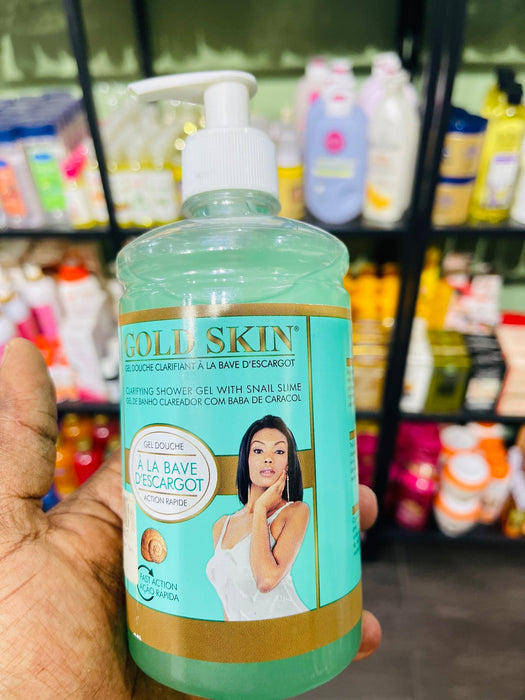 GOLD SKIN®
GEL DOUCHE CLARIFIANT À LA BAVE D'ESCARGOT
CLARIFYING SHOWER GEL WITH SNAIL SLIME
GEL DE BANHO CLAREADOR COM BABA DE CARACOL
GEL DOUCHE
À LA BAVE
D'ESCARGOT
ACTION RAPIDE
FAST ACTION
AÇÃO RAPIDA